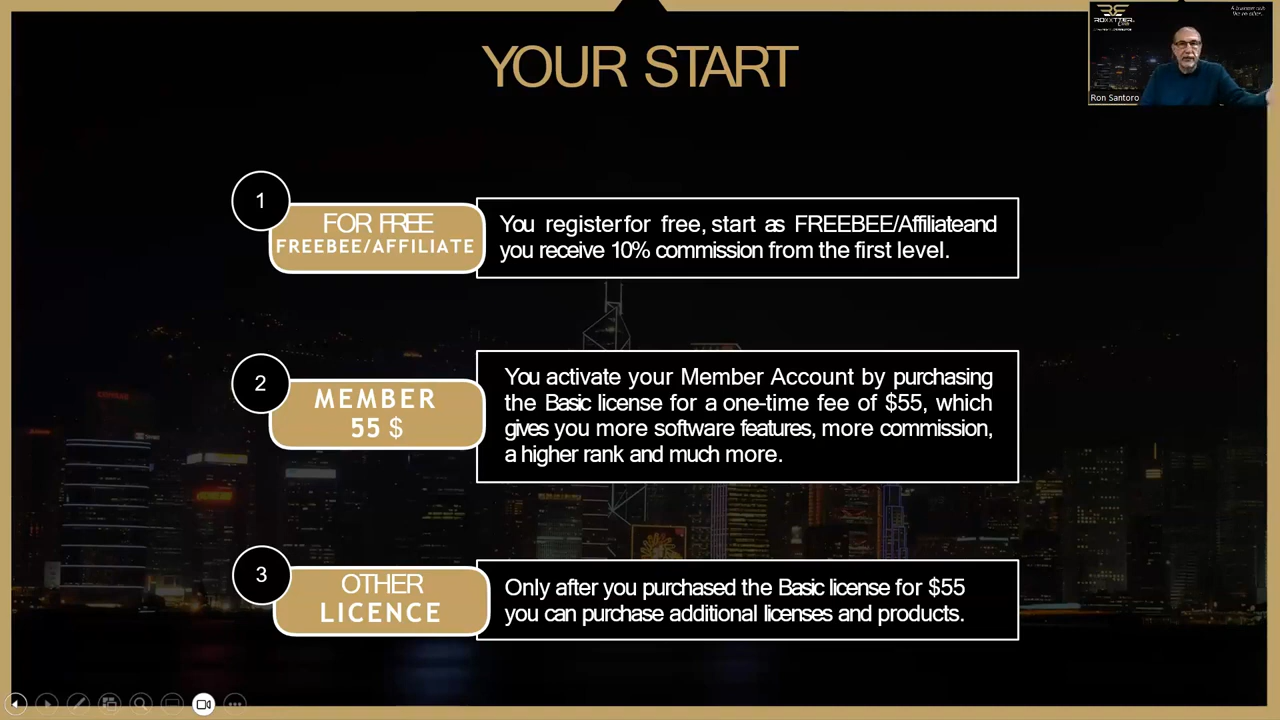 YOUR START
Ron Santoro
1
FOR FREE
FREEBEE/AFFILIATE
You register for free, start as FREEBEE/Affiliate and
you receive 10% commission from the first level.
2
MEMBER
55 $
You activate your Member Account by purchasing
the Basic license for a one-time fee of $55, which
gives you more software features, more commission,
a higher rank and much more.
3
OTHER
LICENCE
Only after you purchased the Basic license for $55
you can purchase additional licenses and products.